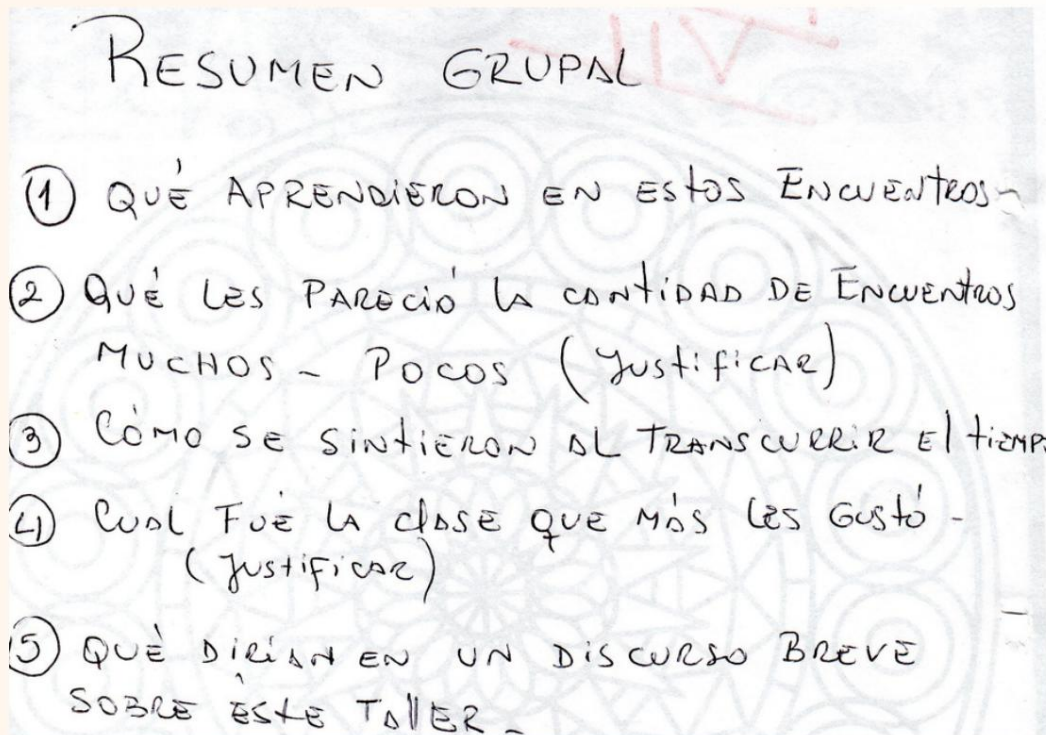 RESUMEN GRUPAL
① QUÉ APRENDIERON EN ESTOS ENCUENTROS-
② QUÉ LES PARECIÓ LA CANTIDAD DE ENCUENTROS
MUCHOS - POCOS (JUSTIFICAR)
③ CÓMO SE SINTIERON AL TRANSCURRIR El tiEMP.
④ CUAL FUÉ LA clASE QUE MÁS LES GUSTÓ -
(JUSTIFICAR)
⑤ QUÉ DIRÍAN EN UN DISCURSO BREVE
SOBRE ÉSTE TAllER -